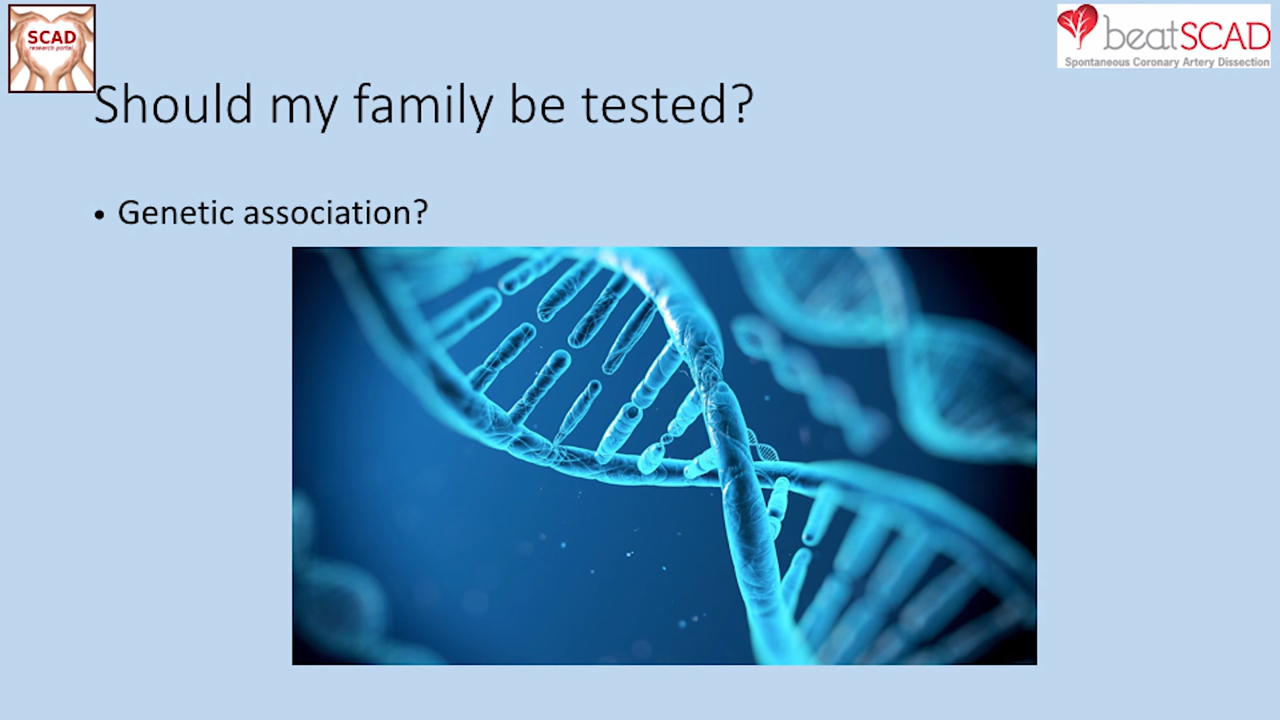 SCAD
research portal
beatSCAD
Spontaneous Coronary Artery Dissection
Should my family be tested?
• Genetic association?